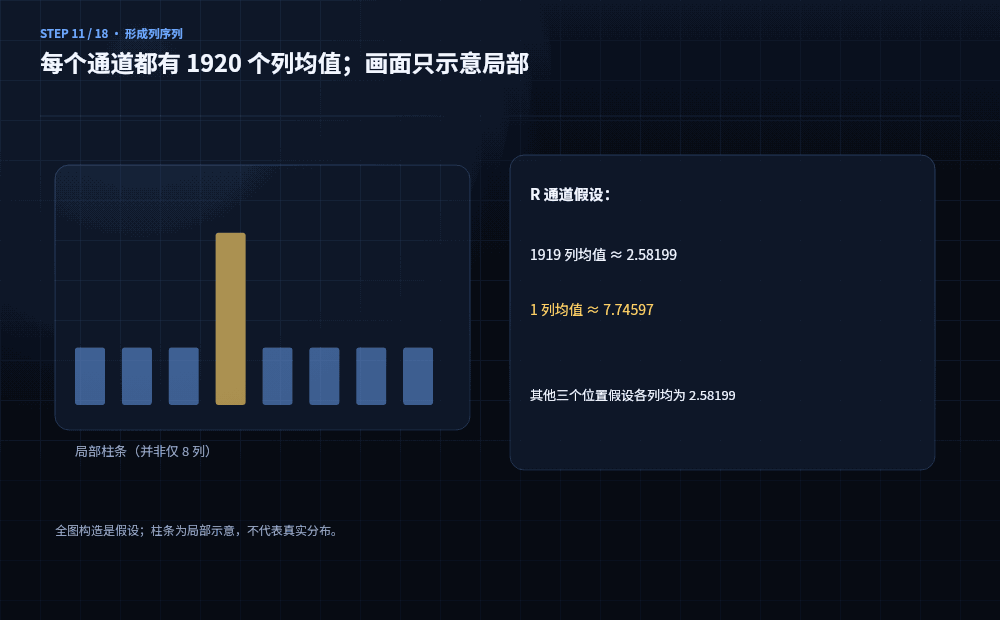 STEP 11 / 18 · 形成列序列
每个通道都有 1920 个列均值；画面只示意局部
R 通道假设：
1919 列均值 ≈ 2.58199
1 列均值 ≈ 7.74597
其他三个位置假设各列均为 2.58199
局部柱条（并非仅 8 列）
全图构造是假设；柱条为局部示意，不代表真实分布。